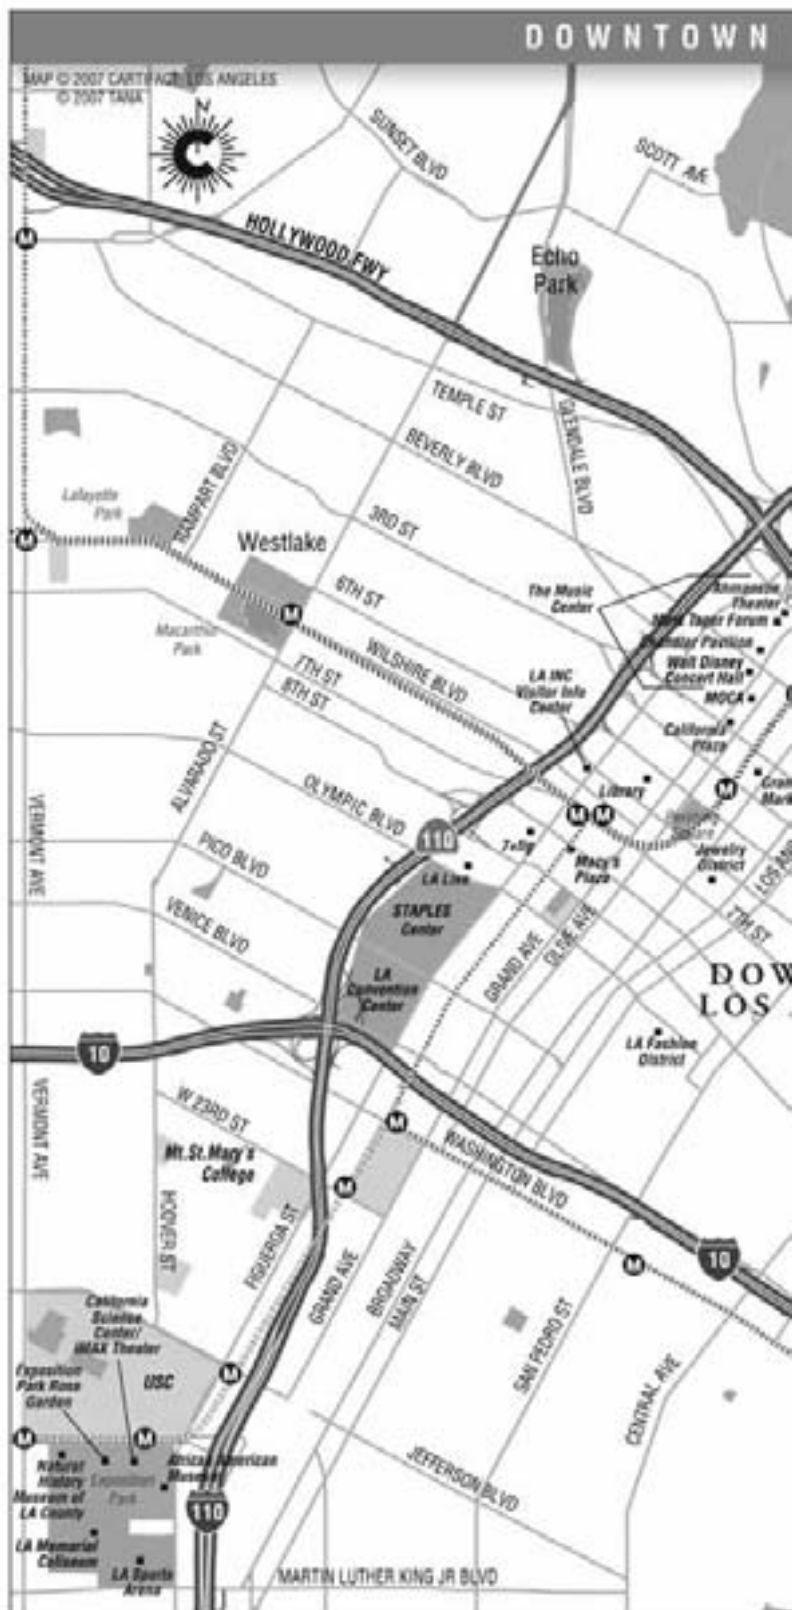 DOWNTOWN
MAP © 2007 CARTIFACT, LOS ANGELES
© 2007 TANA
N
C
SUNSET BLVD
SCOTT AVE
M
HOLLYWOOD FWY
Echo
Park
TEMPLE ST
GLENDALE BLVD
BEVERLY BLVD
RAMPART BLVD
Lafayette
Park
3RD ST
M
Westlake
6TH ST
The Music
Center
Ahmanson
Theater
Mark Taper Forum
Chandler Pavilion
Walt Disney
Concert Hall
MOCA
M
Macarthur
Park
WILSHIRE BLVD
7TH ST
8TH ST
LA INC
Visitor Info
Center
California
Plaza
ALVARADO ST
OLYMPIC BLVD
Library
M
Gran
Mark
M
M
Pershing
Square
VERMONT AVE
110
7+fig
Macy's
Plaza
Jewelry
District
LOS AN
PICO BLVD
LA Live
VENICE BLVD
STAPLES
Center
7TH ST
GRAND AVE
OLIVE AVE
LA
Convention
Center
DOW
LOS
LA Fashion
District
10
VERMONT AVE
W 23RD ST
M
WASHINGTON BLVD
Mt.St.Mary's
College
M
HOOVER ST
FIGUEROA ST
GRAND AVE
BROADWAY
MAIN ST
M
10
SAN PEDRO ST
CENTRAL AVE
California
Science
Center/
IMAX Theater
Exposition
Park Rose
Garden
USC
M
M
M
Natural
History
Museum of
LA County
Exposition
Park
African American
Museum
JEFFERSON BLVD
110
LA Memorial
Coliseum
LA Sports
Arena
MARTIN LUTHER KING JR BLVD